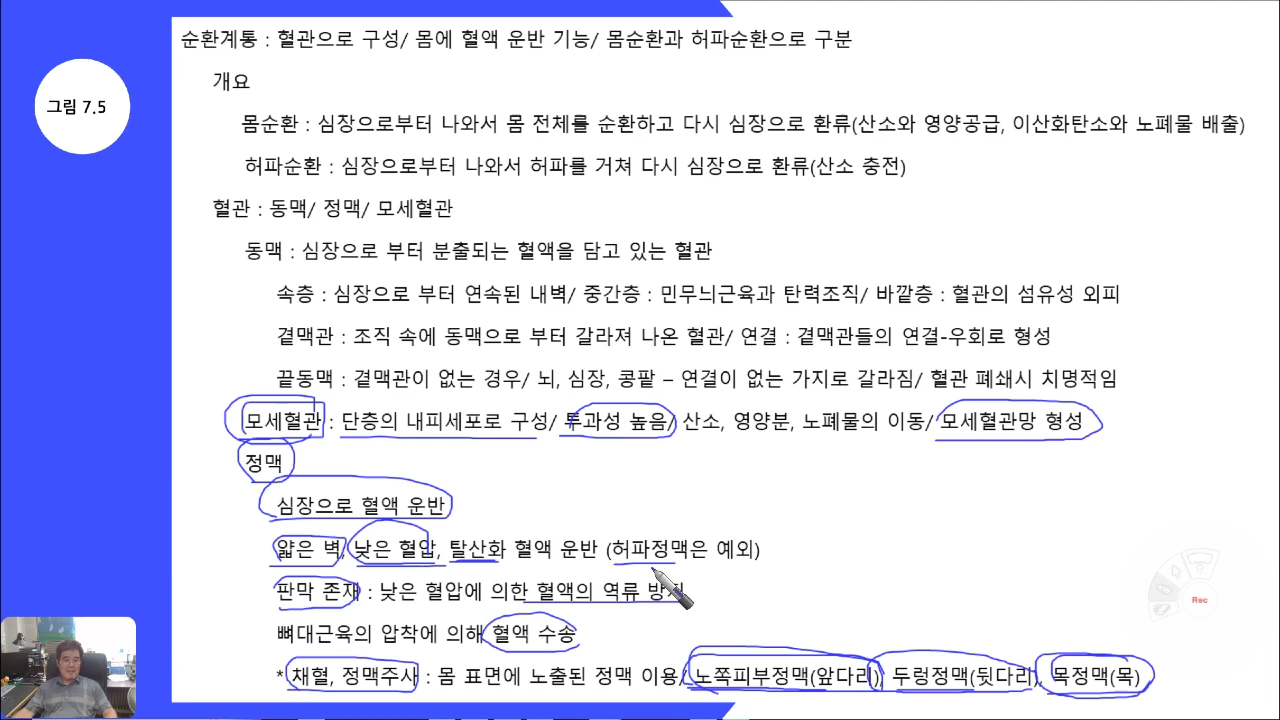 순환계통 : 혈관으로 구성/ 몸에 혈액 운반 기능/ 몸순환과 허파순환으로 구분
그림 7.5
개요
몸순환 : 심장으로부터 나와서 몸 전체를 순환하고 다시 심장으로 환류(산소와 영양공급, 이산화탄소와 노폐물 배출)
허파순환 : 심장으로부터 나와서 허파를 거쳐 다시 심장으로 환류(산소 충전)
혈관 : 동맥/ 정맥/ 모세혈관
동맥 : 심장으로 부터 분출되는 혈액을 담고 있는 혈관
속층 : 심장으로 부터 연속된 내벽/ 중간층 : 민무늬근육과 탄력조직/ 바깥층 : 혈관의 섬유성 외피
곁맥관 : 조직 속에 동맥으로 부터 갈라져 나온 혈관/ 연결 : 곁맥관들의 연결-우회로 형성
끝동맥 : 곁맥관이 없는 경우/ 뇌, 심장, 콩팥 – 연결이 없는 가지로 갈라짐/ 혈관 폐쇄시 치명적임
모세혈관 : 단층의 내피세포로 구성/ 투과성 높음/ 산소, 영양분, 노폐물의 이동/ 모세혈관망 형성
정맥
심장으로 혈액 운반
얇은 벽, 낮은 혈압, 탈산화 혈액 운반 (허파정맥은 예외)
판막 존재 : 낮은 혈압에 의한 혈액의 역류 방지
Rec
뼈대근육의 압착에 의해 혈액 수송
* 채혈, 정맥주사 : 몸 표면에 노출된 정맥 이용/ 노쪽피부정맥(앞다리), 두렁정맥(뒷다리), 목정맥(목)